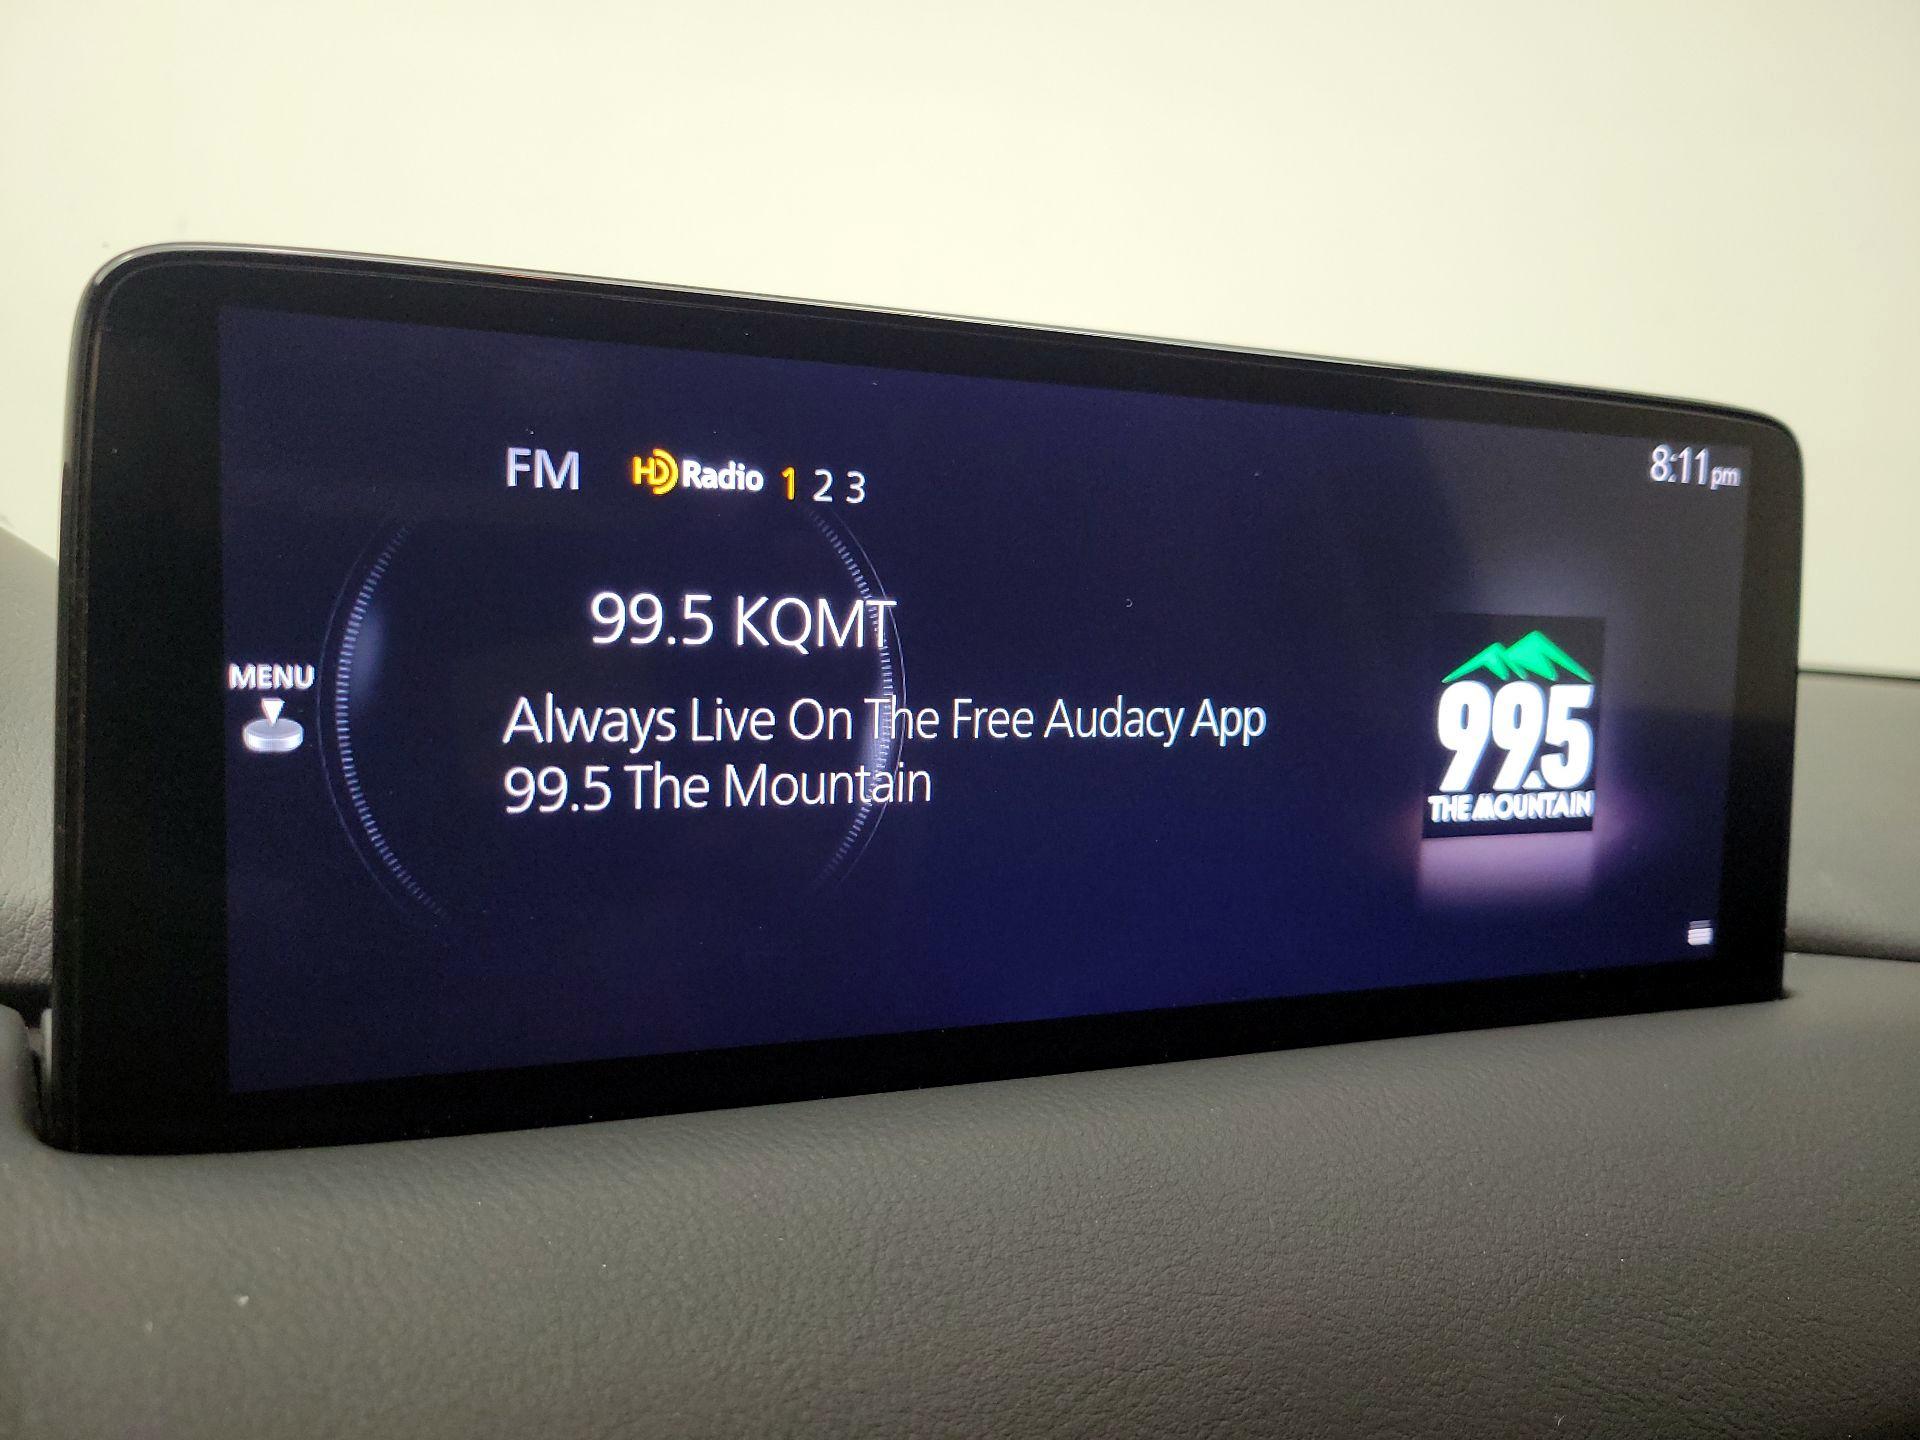 FM HD Radio 1 2 3
8:11 pm
99.5 KQMT
MENU
Always Live On The Free Audacy App
99.5 The Mountain
99.5
THE MOUNTAIN